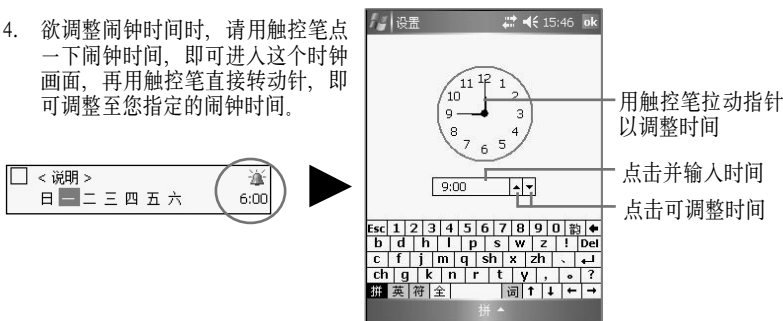 4. 欲调整闹钟时间时，请用触控笔点
一下闹钟时间，即可进入这个时钟
画面，再用触控笔直接转动针，即
可调整至您指定的闹钟时间。
< 说明 >
日 一 二 三 四 五 六 6:00
设置 15:46 ok
12
11 1
10 2
9 3
8 4
7 6 5
9:00
用触控笔拉动指针
以调整时间
点击并输入时间
点击可调整时间
Esc 1 2 3 4 5 6 7 8 9 0 韵 ←
b d h l p s w z ! Del
c f j m q sh x zh 、 ↵
ch g k n r t y , 。 ?
拼 英 符 全 词 ↑ ↓ ← →
拼